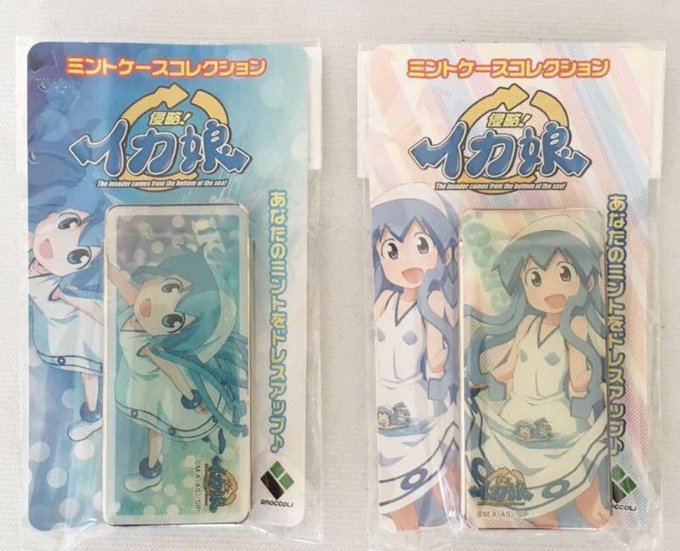 ミントケースコレクション
侵略!
イカ娘
The invader comes from the bottom of the sea!
あなたのミントをドレスアップ♪
©M.A(AS)/SIP
BROCCOLI
ミントケースコレクション
侵略!
イカ娘
The invader comes from the bottom of the sea!
あなたのミントをドレスアップ♪
©M.A(AS)/SIP
BROCCOLI